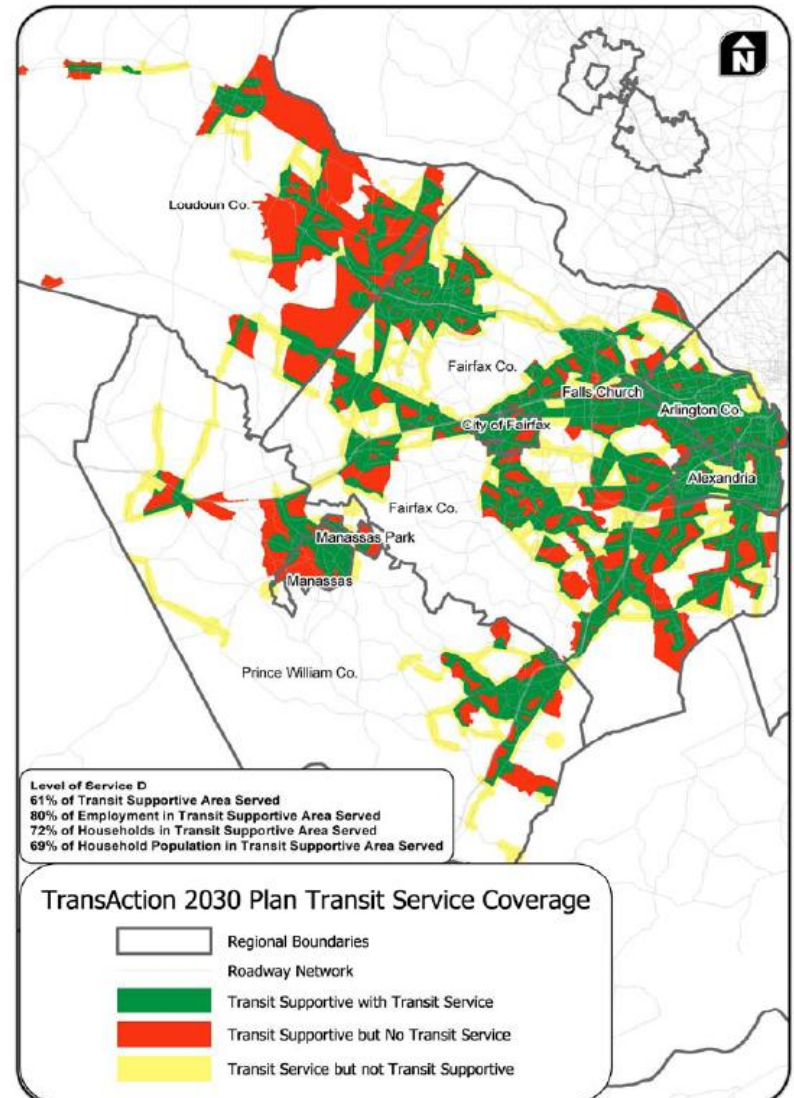 N
Loudoun Co.
Fairfax Co.
Falls Church
Arlington Co.
City of Fairfax
Alexandria
Fairfax Co.
Manassas Park
Manassas
Prince William Co.
Level of Service D
61% of Transit Supportive Area Served
80% of Employment in Transit Supportive Area Served
72% of Households in Transit Supportive Area Served
69% of Household Population in Transit Supportive Area Served
TransAction 2030 Plan Transit Service Coverage
Regional Boundaries
Roadway Network
Transit Supportive with Transit Service
Transit Supportive but No Transit Service
Transit Service but not Transit Supportive